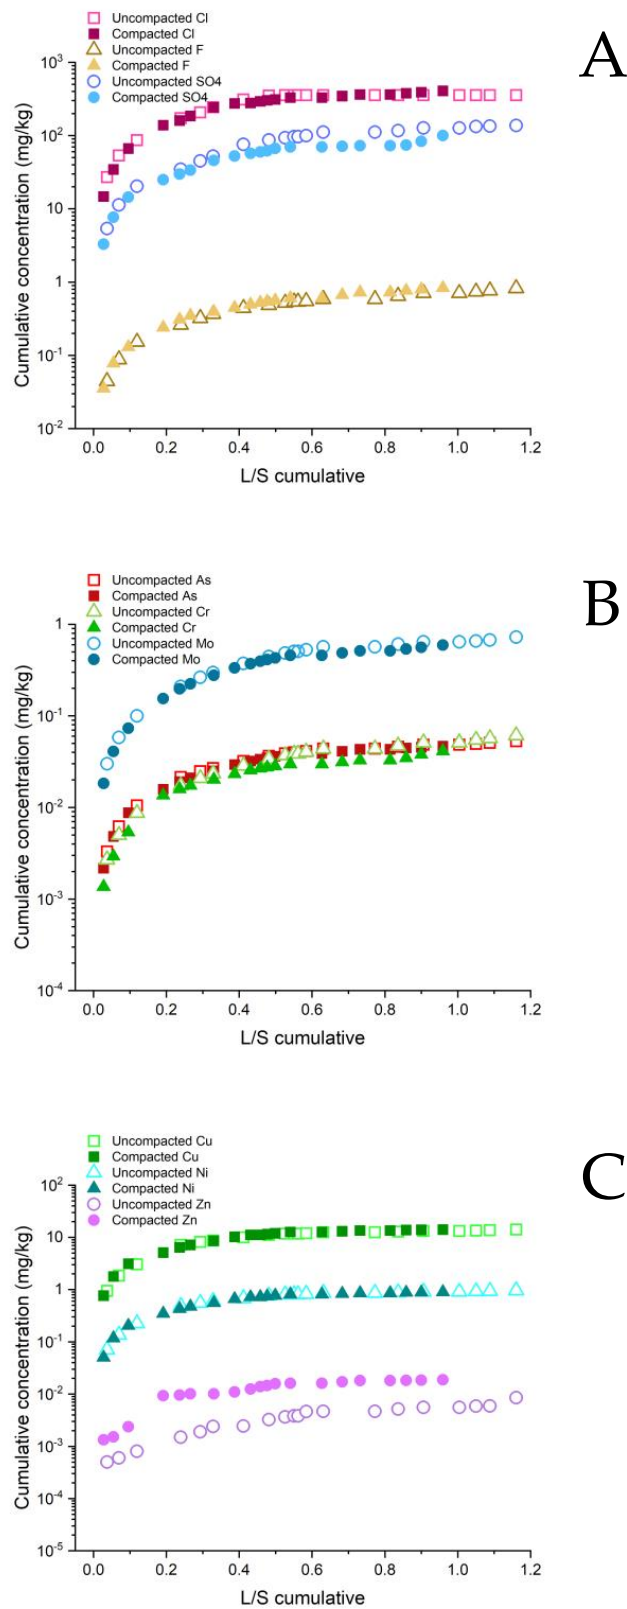 Uncompacted Cl
Compacted Cl
Uncompacted F
Compacted F
Uncompacted SO4
Compacted SO4
A
10³
10²
10
1
10⁻¹
10⁻²
Cumulative concentration (mg/kg)
0.0 0.2 0.4 0.6 0.8 1.0 1.2
L/S cumulative
Uncompacted As
Compacted As
Uncompacted Cr
Compacted Cr
Uncompacted Mo
Compacted Mo
B
1
10⁻¹
10⁻²
10⁻³
10⁻⁴
Cumulative concentration (mg/kg)
0.0 0.2 0.4 0.6 0.8 1.0 1.2
L/S cumulative
Uncompacted Cu
Compacted Cu
Uncompacted Ni
Compacted Ni
Uncompacted Zn
Compacted Zn
C
10²
10
1
10⁻¹
10⁻²
10⁻³
10⁻⁴
10⁻⁵
Cumulative concentration (mg/kg)
0.0 0.2 0.4 0.6 0.8 1.0 1.2
L/S cumulative